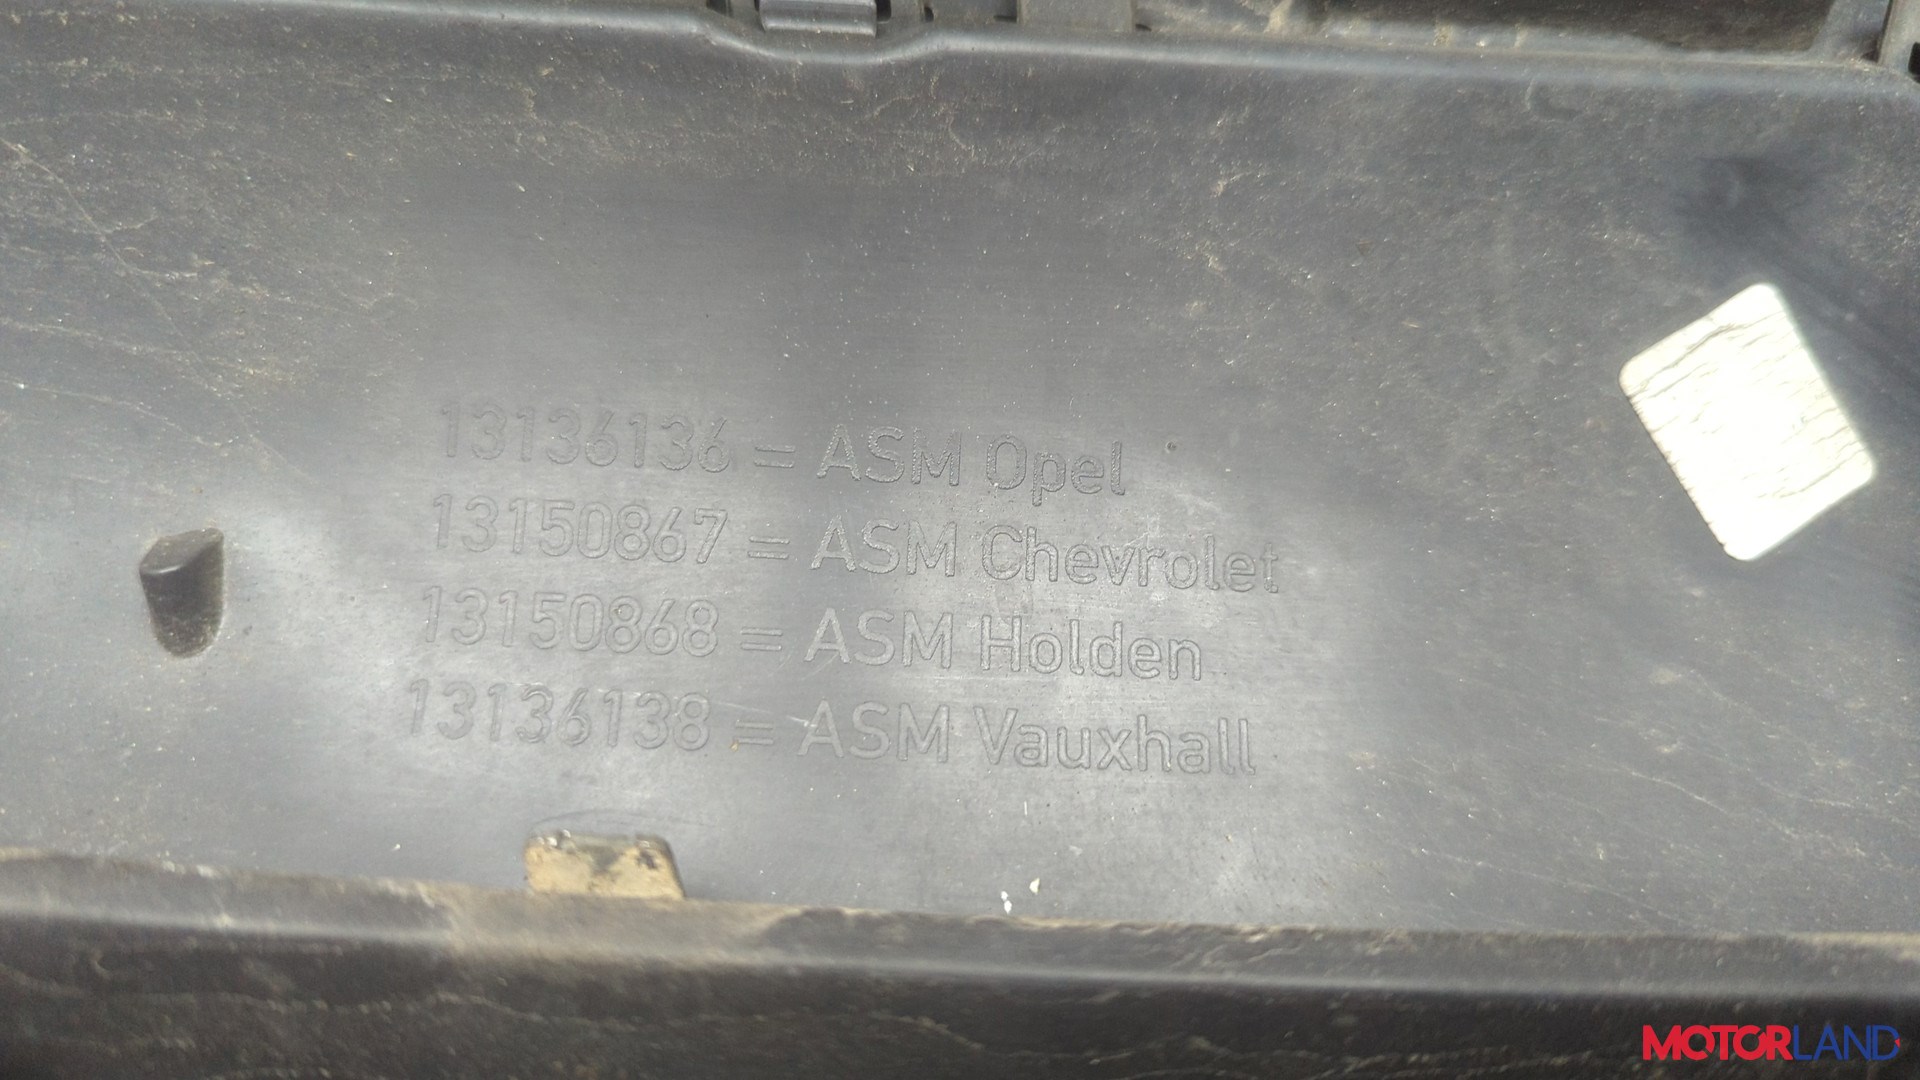 13136136 = ASM Opel
13150867 = ASM Chevrolet
13150868 = ASM Holden
13136138 = ASM Vauxhall
MOTORLAND